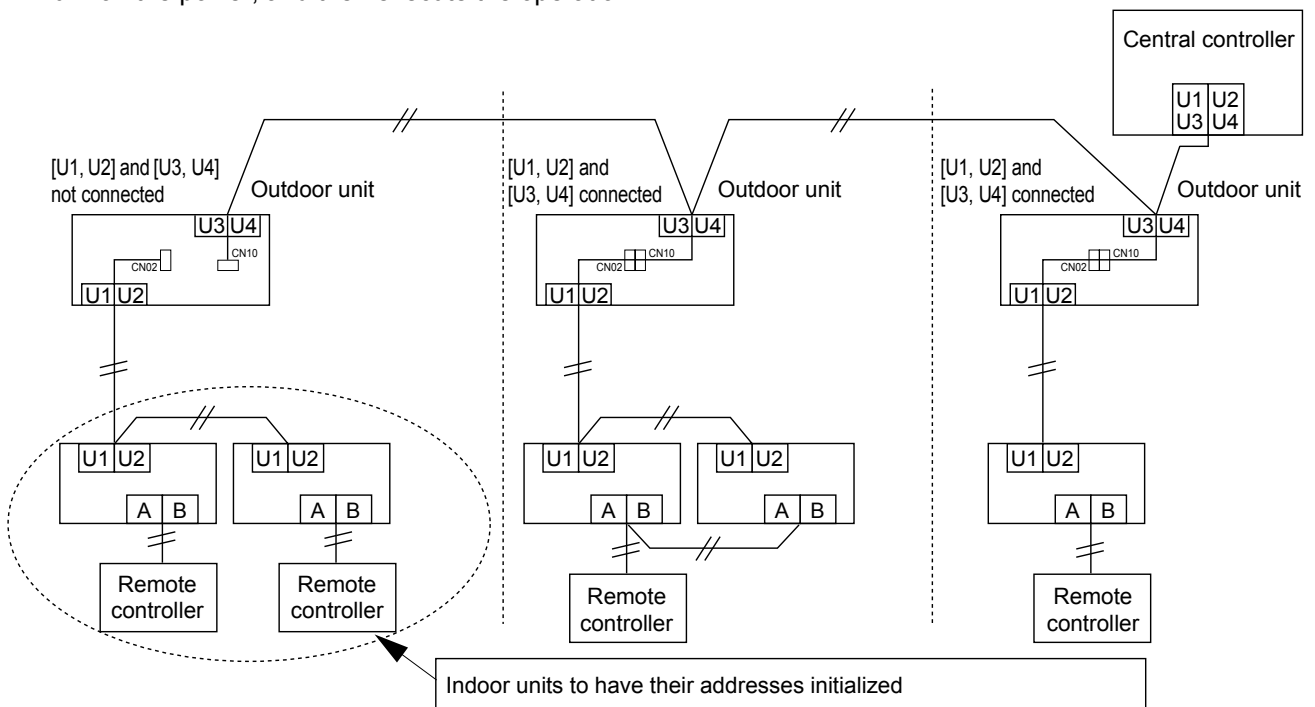 Central controller
U1 U2
U3 U4
[U1, U2] and [U3, U4]
not connected
Outdoor unit
[U1, U2] and
[U3, U4] connected
Outdoor unit
[U1, U2] and
[U3, U4] connected
Outdoor unit
U3 U4
CN02
CN10
U1 U2
U3 U4
CN02
CN10
U1 U2
U3 U4
CN02
CN10
U1 U2
U1 U2
A B
U1 U2
A B
U1 U2
A B
U1 U2
A B
U1 U2
A B
Remote
controller
Remote
controller
Remote
controller
Remote
controller
Indoor units to have their addresses initialized